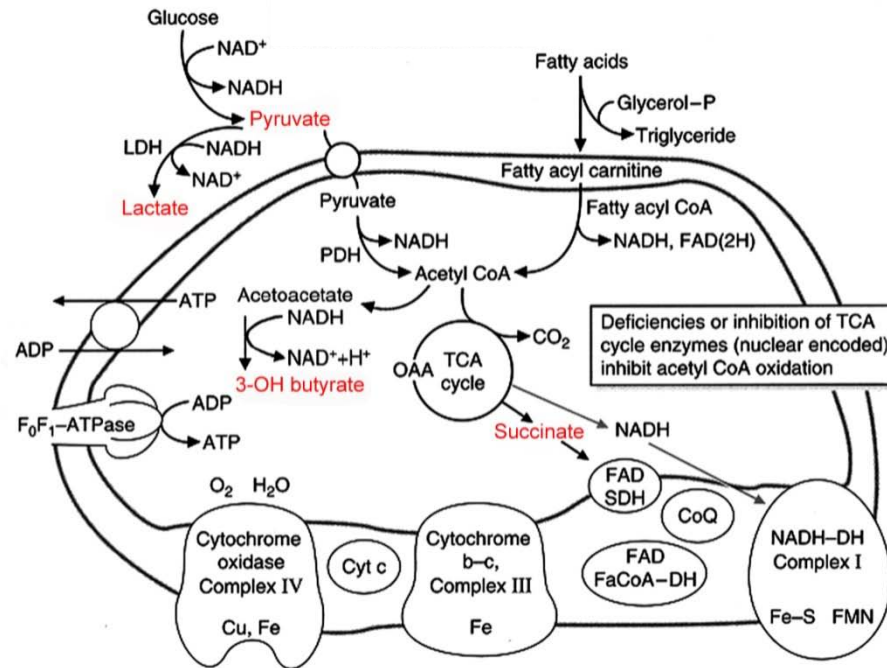 Glucose
NAD+
NADH
Pyruvate
LDH
NADH
NAD+
Lactate
Fatty acids
Glycerol–P
Triglyceride
Fatty acyl carnitine
Fatty acyl CoA
NADH, FAD(2H)
Pyruvate
NADH
PDH
Acetyl CoA
ATP
ADP
Acetoacetate
NADH
NAD++H+
3-OH butyrate
CO2
OAA
TCA
cycle
Deficiencies or inhibition of TCA
cycle enzymes (nuclear encoded)
inhibit acetyl CoA oxidation
F0F1–ATPase
ADP
ATP
Succinate
NADH
O2 H2O
FAD
SDH
CoQ
Cytochrome
oxidase
Complex IV
Cu, Fe
Cyt c
Cytochrome
b–c,
Complex III
Fe
FAD
FaCoA–DH
NADH–DH
Complex I
Fe–S FMN